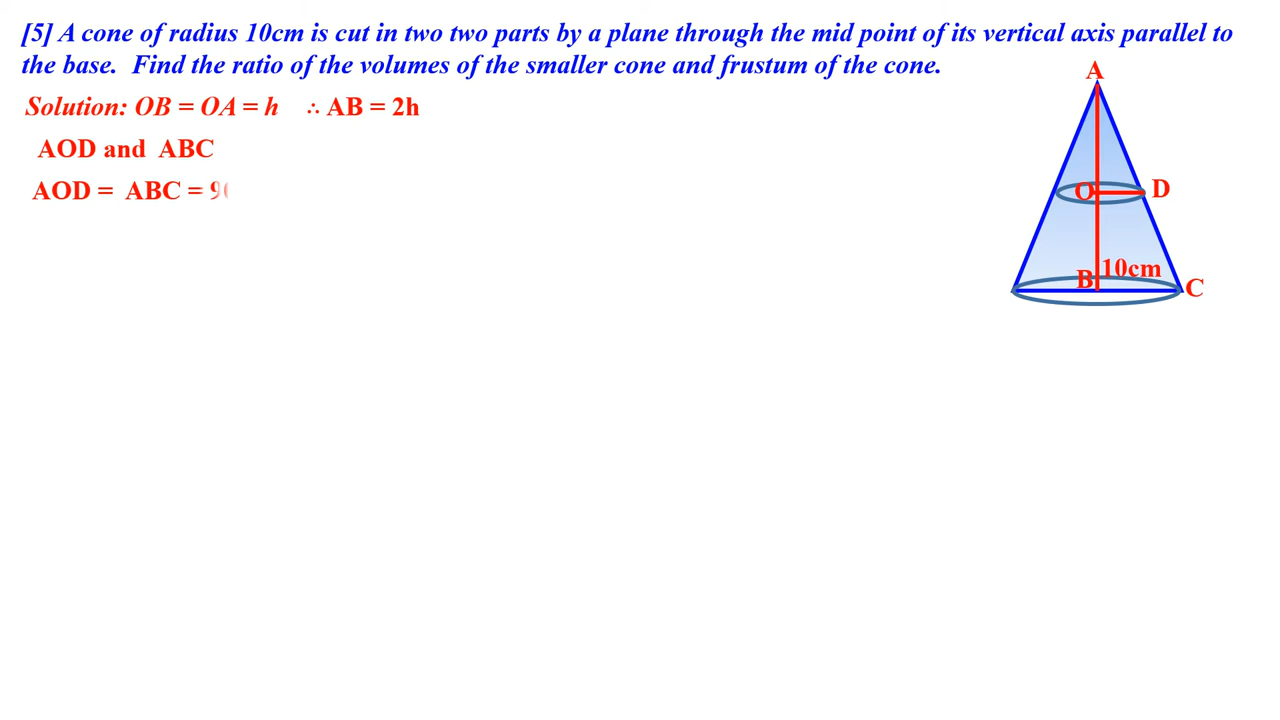 [5] A cone of radius 10cm is cut in two two parts by a plane through the mid point of its vertical axis parallel to
the base. Find the ratio of the volumes of the smaller cone and frustum of the cone.
Solution: OB = OA = h ∴ AB = 2h
AOD and ABC
AOD = ABC = 9
A
O
D
B
10cm
C